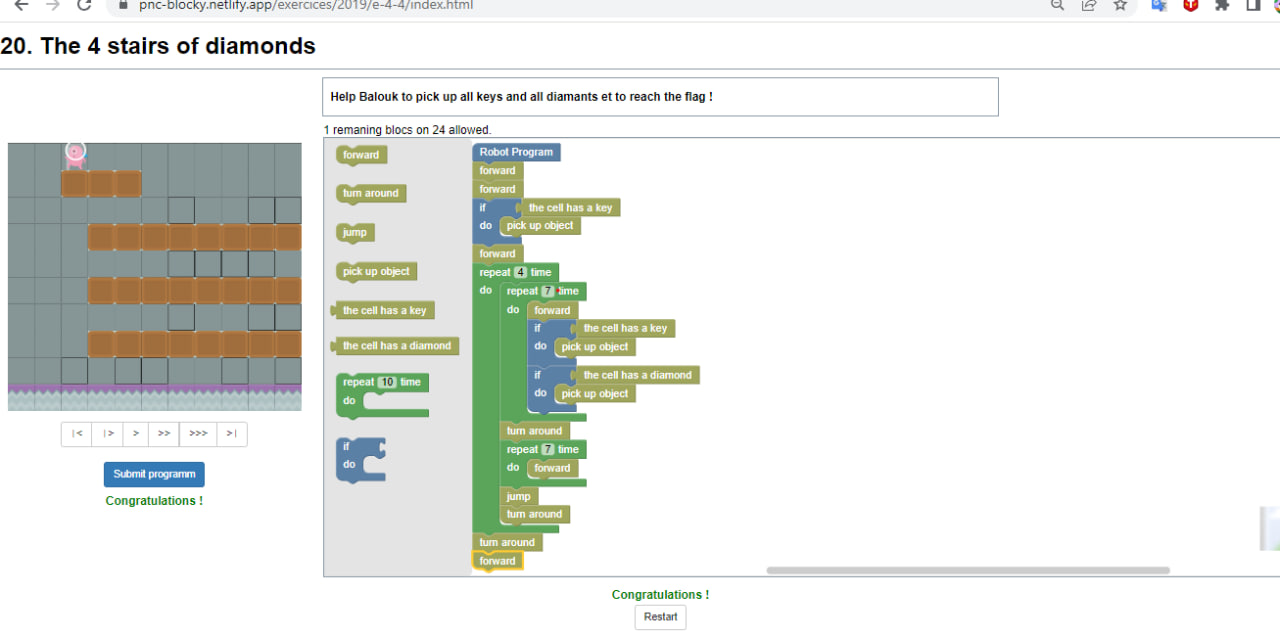 pnc-blocky.netlify.app/exercices/2019/e-4-4/index.html
20. The 4 stairs of diamonds
Help Balouk to pick up all keys and all diamants et to reach the flag !
1 remaning blocs on 24 allowed.
forward
turn around
jump
pick up object
the cell has a key
the cell has a diamond
repeat 10 time
do
if
do
Robot Program
forward
forward
if the cell has a key
do pick up object
forward
repeat 4 time
do repeat 7 time
do forward
if the cell has a key
do pick up object
if the cell has a diamond
do pick up object
turn around
repeat 7 time
do forward
jump
turn around
turn around
forward
|< |> > >> >>> >|
Submit programm
Congratulations !
Congratulations !
Restart